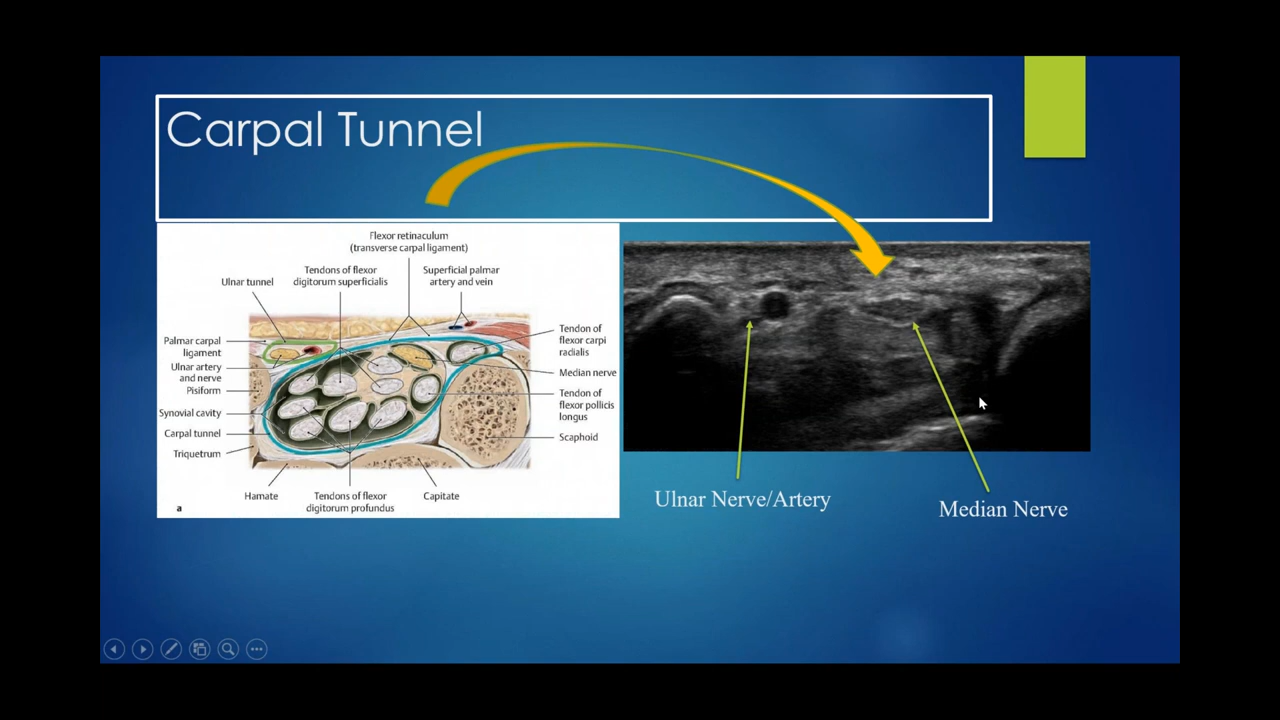 Carpal Tunnel
Flexor retinaculum
(transverse carpal ligament)
Tendons of flexor
digitorum superficialis
Superficial palmar
artery and vein
Ulnar tunnel
Palmar carpal
ligament
Ulnar artery
and nerve
Pisiform
Synovial cavity
Carpal tunnel
Triquetrum
Tendon of
flexor carpi
radialis
Median nerve
Tendon of
flexor pollicis
longus
Scaphoid
Hamate
Tendons of flexor
digitorum profundus
Capitate
a
Ulnar Nerve/Artery
Median Nerve